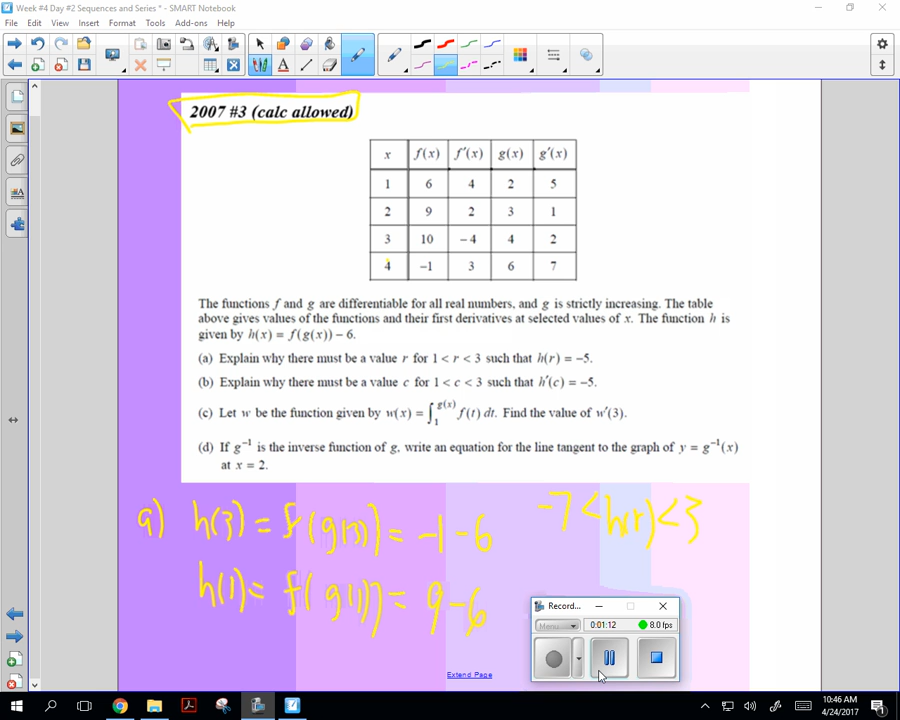 Week #4 Day #2 Sequences and Series * - SMART Notebook
File Edit View Insert Format Tools Add-ons Help
2007 #3 (calc allowed)
x f(x) f′(x) g(x) g′(x)
1 6 4 2 5
2 9 2 3 1
3 10 −4 4 2
4 −1 3 6 7
The functions f and g are differentiable for all real numbers, and g is strictly increasing. The table
above gives values of the functions and their first derivatives at selected values of x. The function h is
given by h(x) = f(g(x)) − 6.
(a) Explain why there must be a value r for 1 < r < 3 such that h(r) = −5.
(b) Explain why there must be a value c for 1 < c < 3 such that h′(c) = −5.
(c) Let w be the function given by w(x) = ∫₁^g(x) f(t) dt. Find the value of w′(3).
(d) If g⁻¹ is the inverse function of g, write an equation for the line tangent to the graph of y = g⁻¹(x)
at x = 2.
a) h(3) = f(g(3)) = -1-6
-7 < h(r) < 3
h(1) = f(g(1)) = 9-6
Record...
Menu
0:01:12
8.0 fps
Extend Page
10:46 AM
4/24/2017